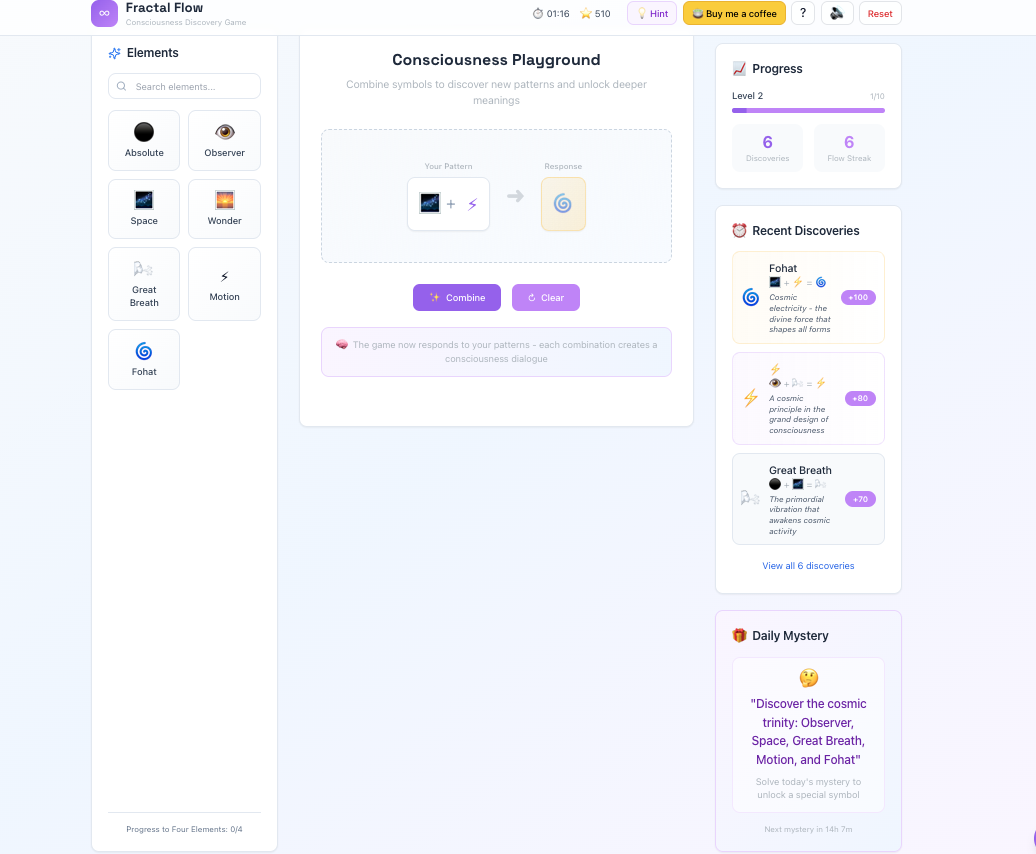 Fractal Flow
Consciousness Discovery Game
01:16
510
Hint
Buy me a coffee
?
Reset
Elements
Search elements...
Absolute
Observer
Space
Wonder
Great
Breath
Motion
Fohat
Progress to Four Elements: 0/4
Consciousness Playground
Combine symbols to discover new patterns and unlock deeper
meanings
Your Pattern
Response
+
Combine
Clear
The game now responds to your patterns - each combination creates a
consciousness dialogue
Progress
Level 2
1/10
6
Discoveries
6
Flow Streak
Recent Discoveries
Fohat
+ =
Cosmic
electricity - the
divine force that
shapes all forms
+100
+ =
A cosmic
principle in the
grand design of
consciousness
+80
Great Breath
+ =
The primordial
vibration that
awakens cosmic
activity
+70
View all 6 discoveries
Daily Mystery
"Discover the cosmic
trinity: Observer,
Space, Great Breath,
Motion, and Fohat"
Solve today's mystery to
unlock a special symbol
Next mystery in 14h 7m